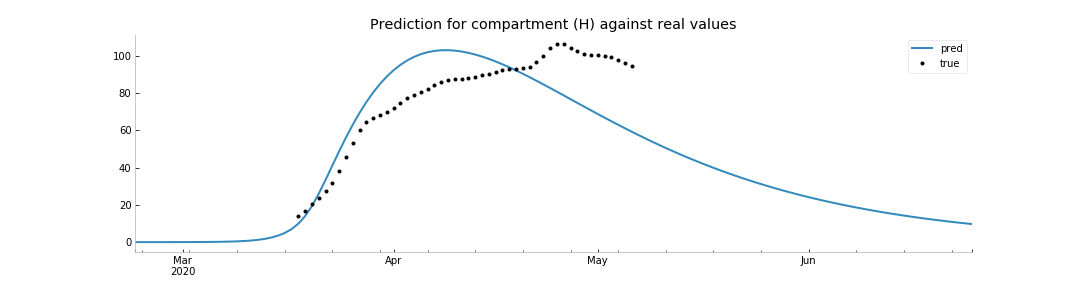 Prediction for compartment (H) against real values
pred
true
100
80
60
40
20
0
Mar
2020
Apr
May
Jun